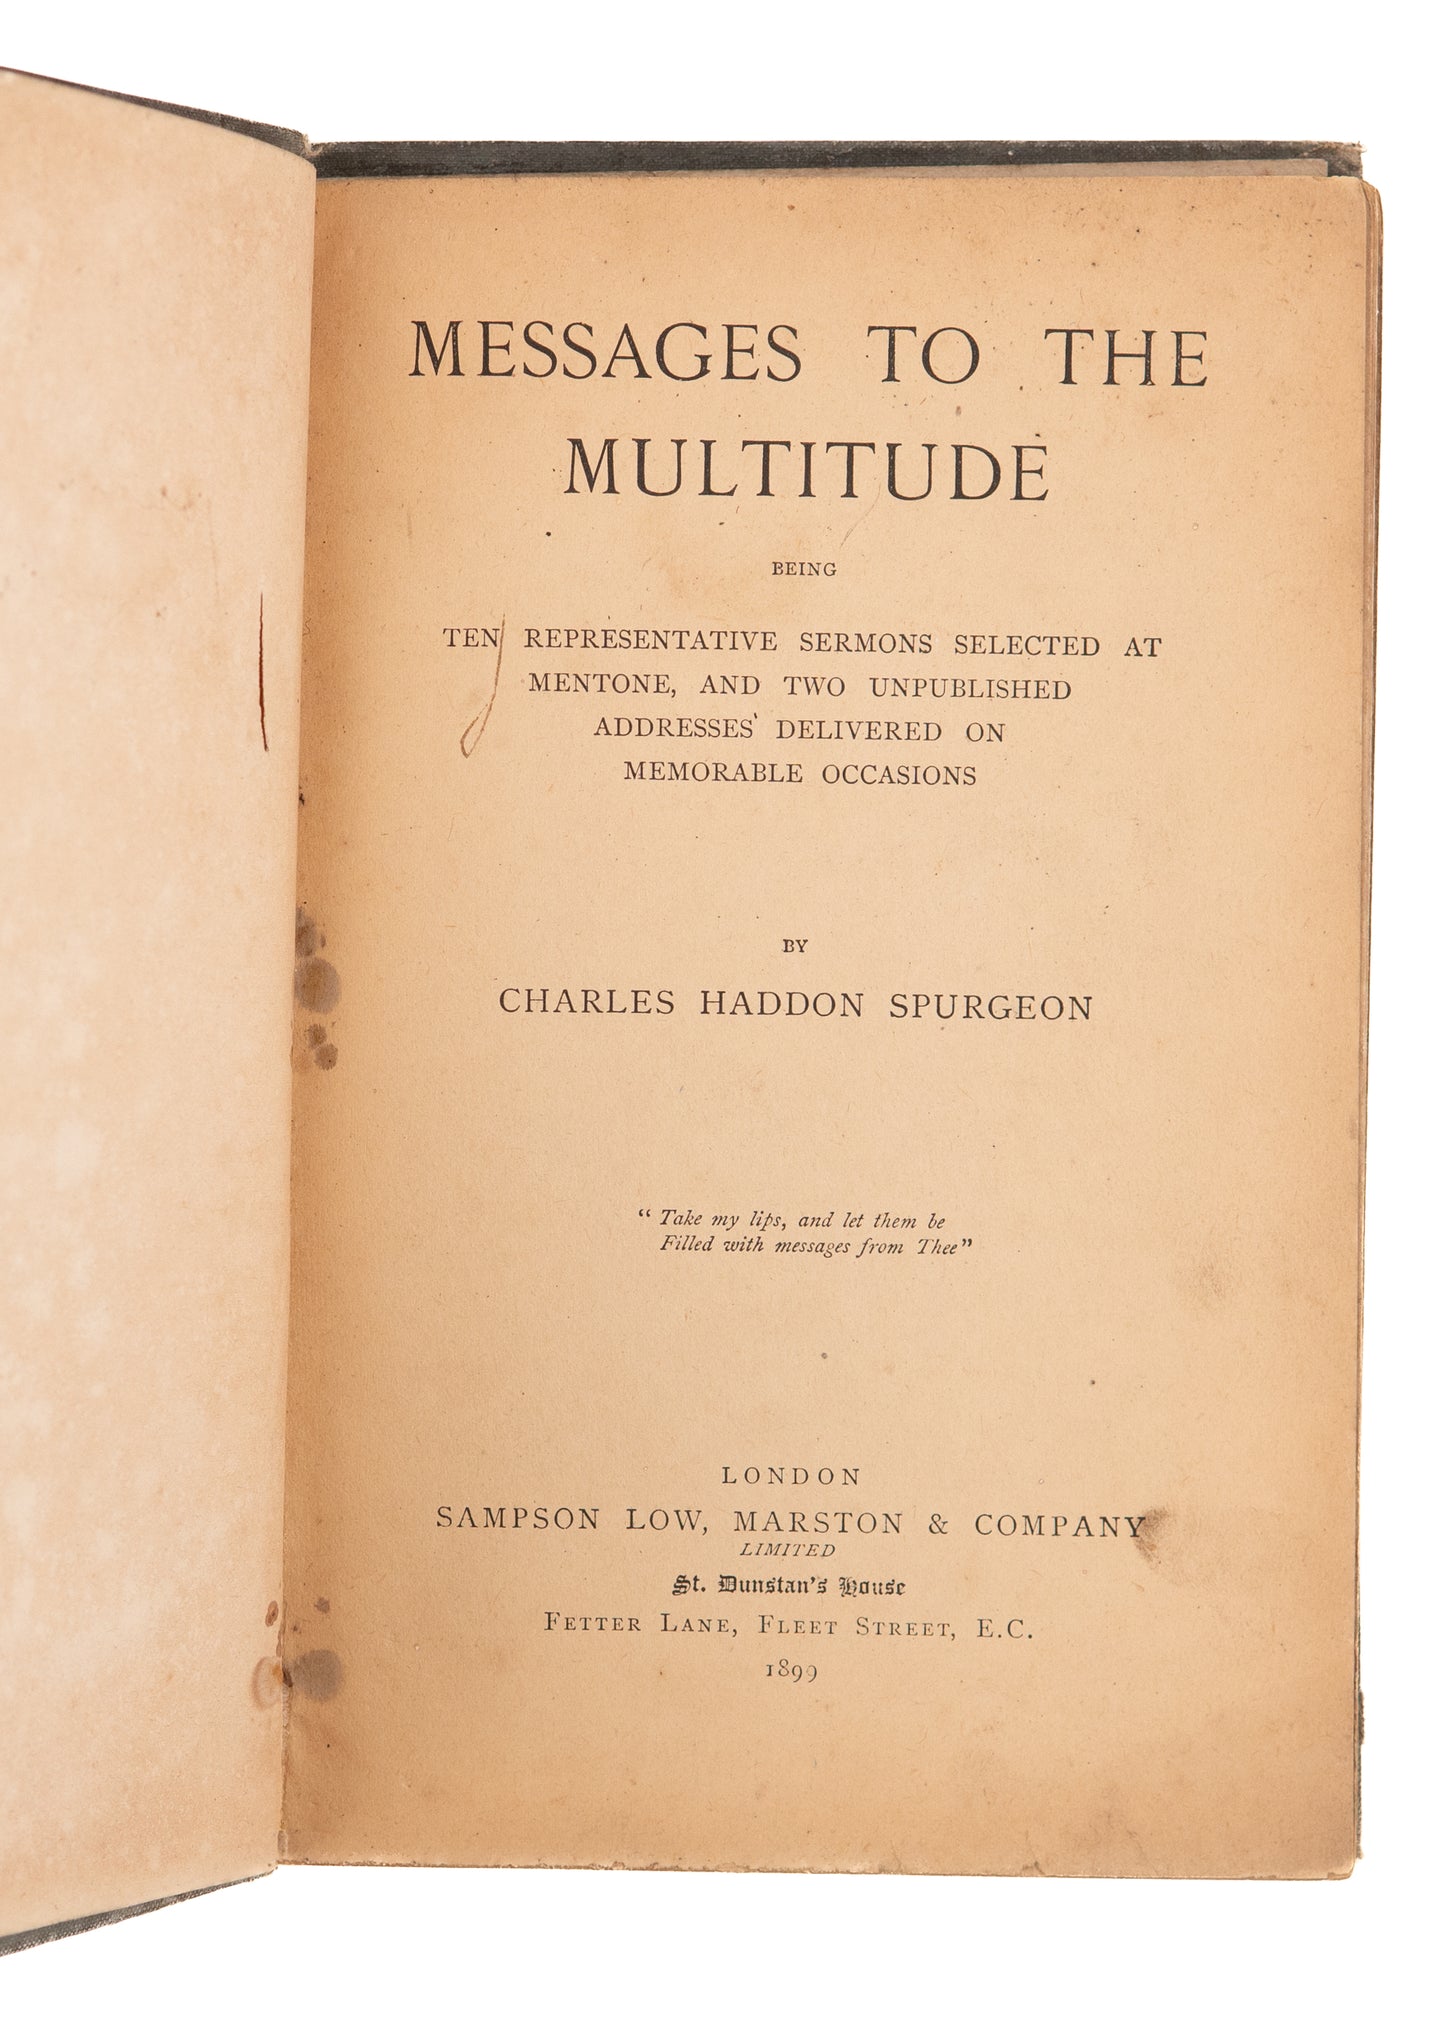 MESSAGES TO THE
MULTITUDE
BEING
TEN REPRESENTATIVE SERMONS SELECTED AT
MENTONE, AND TWO UNPUBLISHED
ADDRESSES DELIVERED ON
MEMORABLE OCCASIONS
BY
CHARLES HADDON SPURGEON
“Take my lips, and let them be
Filled with messages from Thee”
LONDON
SAMPSON LOW, MARSTON & COMPANY
LIMITED
St. Dunstan’s House
FETTER LANE, FLEET STREET, E.C.
1899